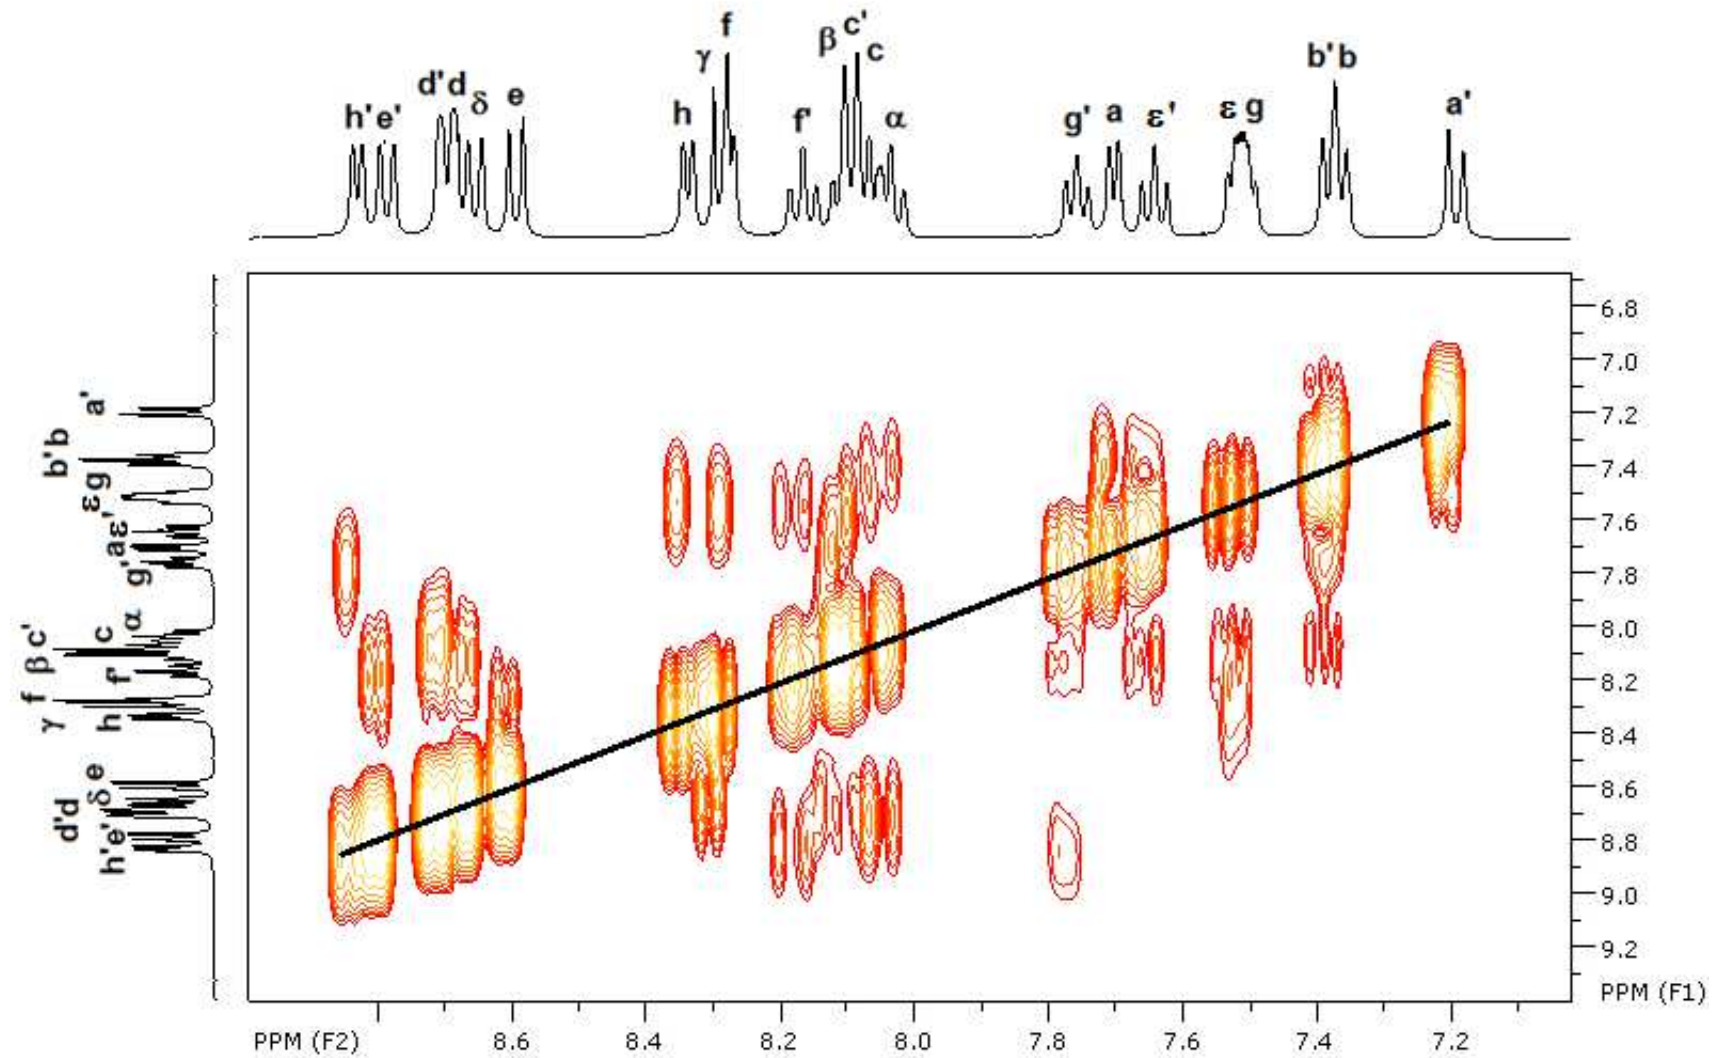 h' e' d'd δ e h γ f f' β c' c α g' a ε' ε g b'b a'
a'
b'b
εg
ε'
a
g'
α
c
c'
β
f'
f
h
γ
e
δ
d'd
e'
h'
6.8
7.0
7.2
7.4
7.6
7.8
8.0
8.2
8.4
8.6
8.8
9.0
9.2
PPM (F1)
PPM (F2) 8.6 8.4 8.2 8.0 7.8 7.6 7.4 7.2